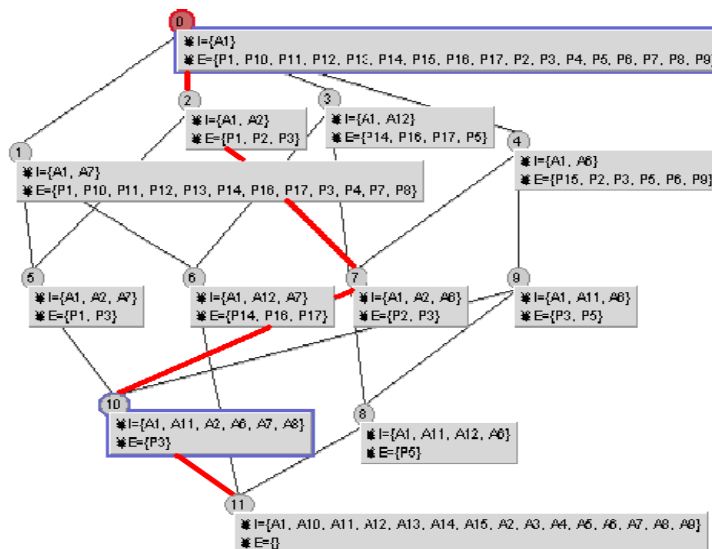 0
I={A1}
E={P1, P10, P11, P12, P13, P14, P15, P16, P17, P2, P3, P4, P5, P6, P7, P8, P9}
2
I={A1, A2}
E={P1, P2, P3}
3
I={A1, A12}
E={P14, P16, P17, P5}
4
I={A1, A6}
E={P15, P2, P3, P5, P6, P9}
1
I={A1, A7}
E={P1, P10, P11, P12, P13, P14, P16, P17, P3, P4, P7, P8}
5
I={A1, A2, A7}
E={P1, P3}
6
I={A1, A12, A7}
E={P14, P16, P17}
7
I={A1, A2, A6}
E={P2, P3}
9
I={A1, A11, A6}
E={P3, P5}
10
I={A1, A11, A2, A6, A7, A8}
E={P3}
8
I={A1, A11, A12, A6}
E={P5}
11
I={A1, A10, A11, A12, A13, A14, A15, A2, A3, A4, A5, A6, A7, A8, A9}
E={}